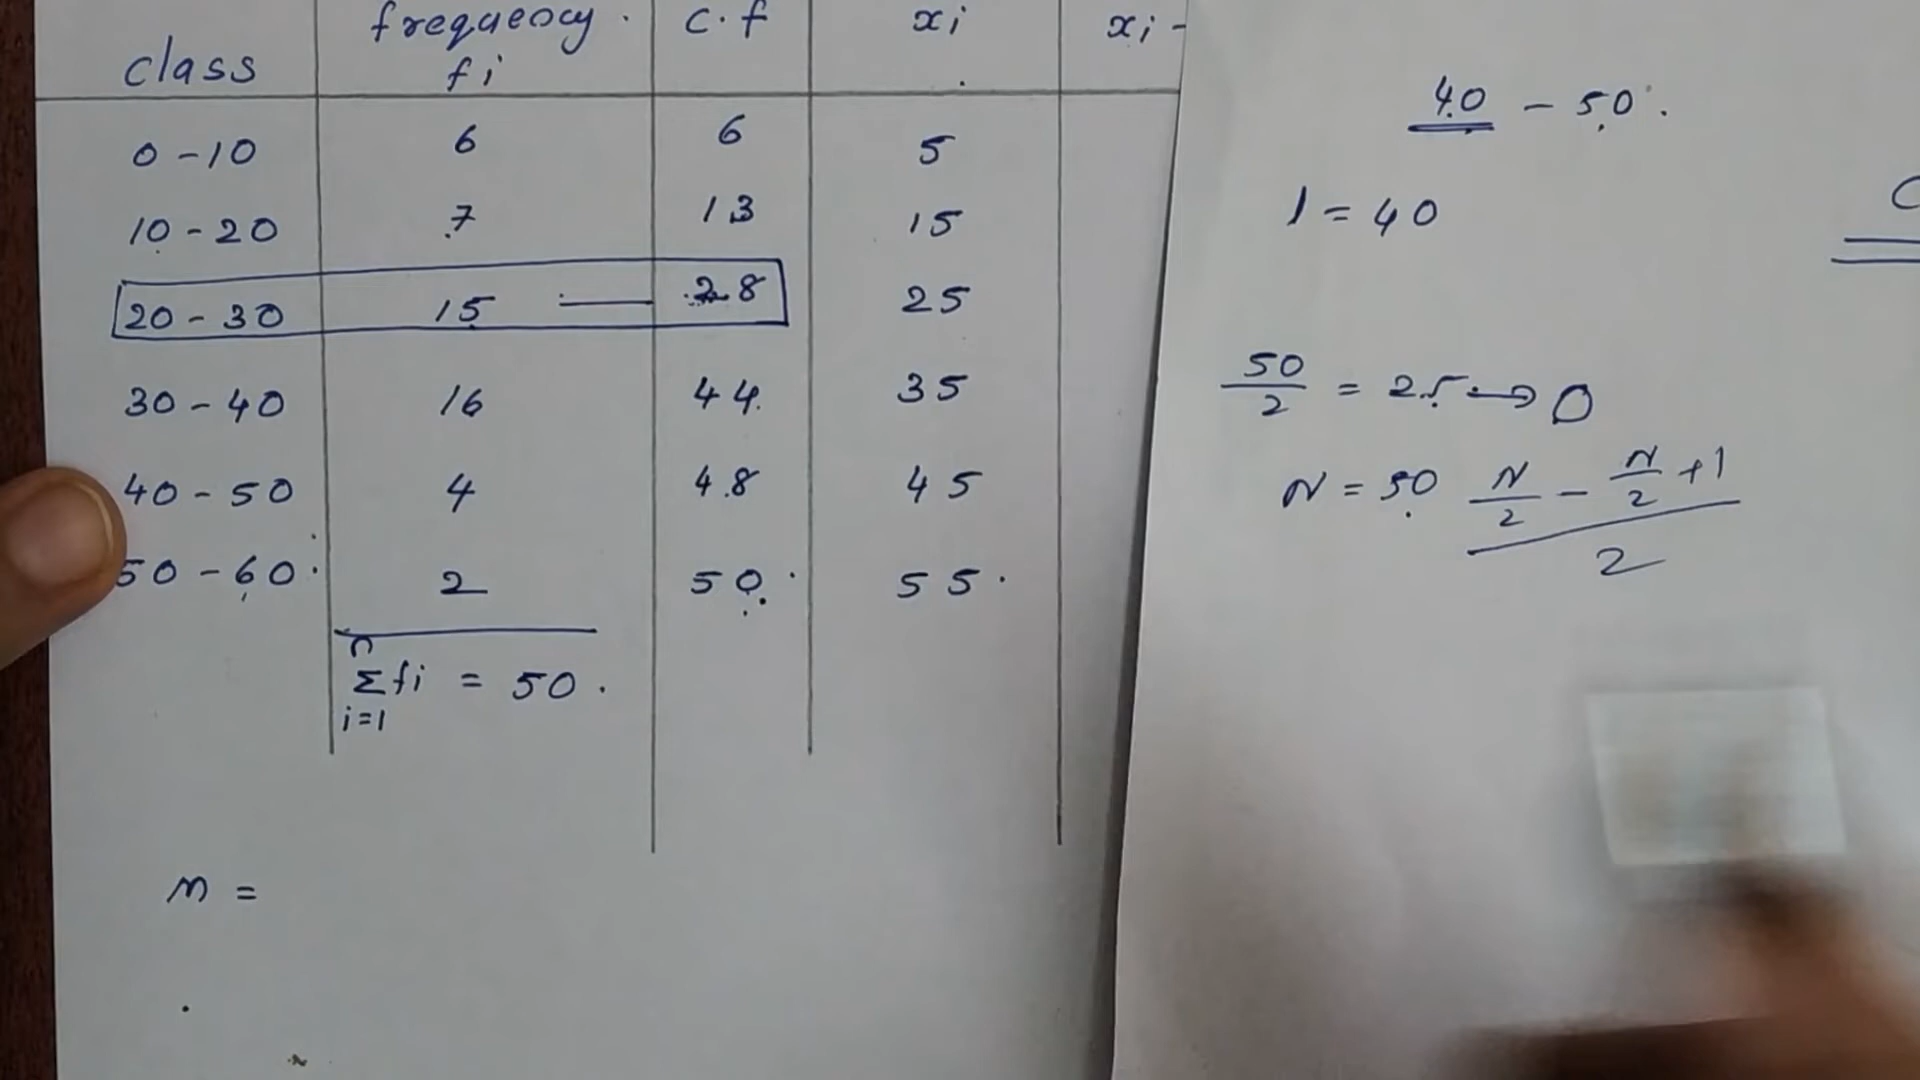 class frequency fi c.f xi xi -
0 - 10 6 6 5
10 - 20 7 13 15
20 - 30 15 — 28 25
30 - 40 16 44 35
40 - 50 4 48 45
50 - 60 2 50 55
n
Σfi = 50
i=1
m =
40 - 50
l = 40
50/2 = 25 →
N = 50 N/2 - N/2 + 1
2